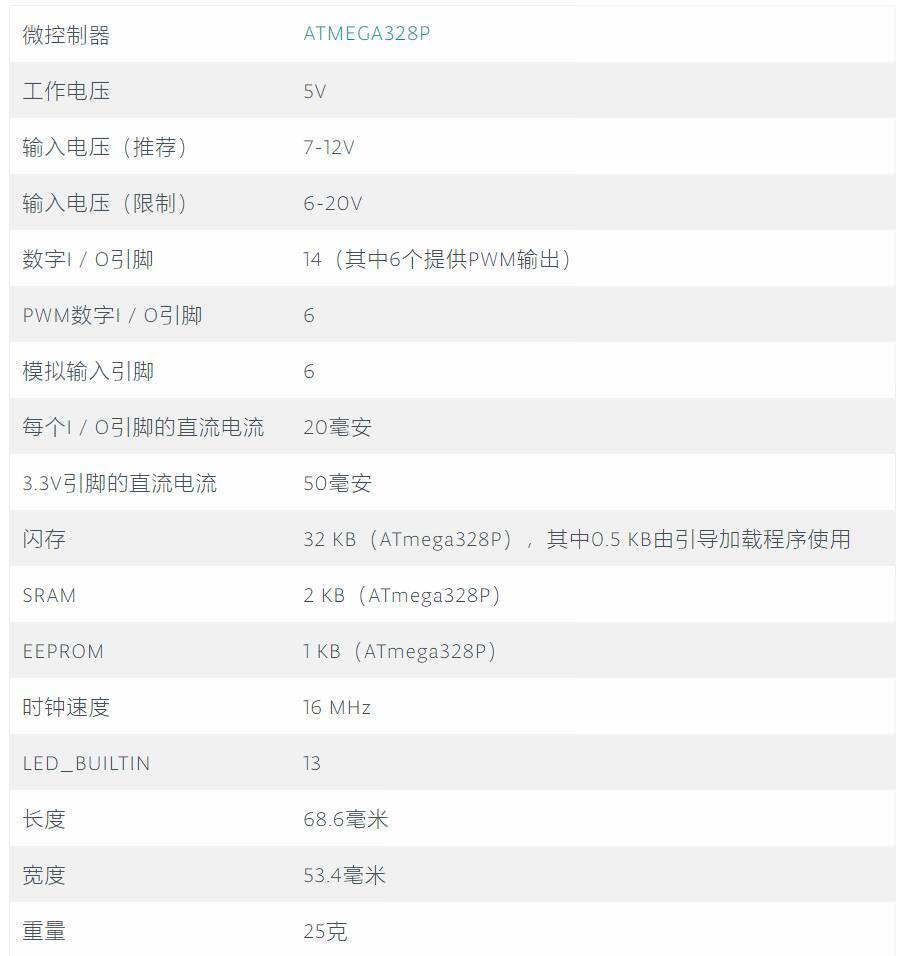 微控制器 ATMEGA328P
工作电压 5V
输入电压（推荐） 7-12V
输入电压（限制） 6-20V
数字I / O引脚 14（其中6个提供PWM输出）
PWM数字I / O引脚 6
模拟输入引脚 6
每个I / O引脚的直流电流 20毫安
3.3V引脚的直流电流 50毫安
闪存 32 KB（ATmega328P），其中0.5 KB由引导加载程序使用
SRAM 2 KB（ATmega328P）
EEPROM 1 KB（ATmega328P）
时钟速度 16 MHz
LED_BUILTIN 13
长度 68.6毫米
宽度 53.4毫米
重量 25克